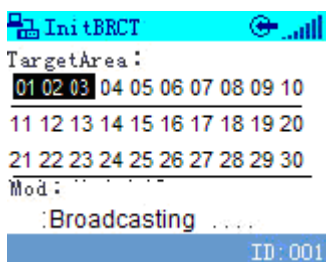 InitBRCT
TargetArea:
01 02 03 04 05 06 07 08 09 10
11 12 13 14 15 16 17 18 19 20
21 22 23 24 25 26 27 28 29 30
Mod:
:Broadcasting ....
ID:001